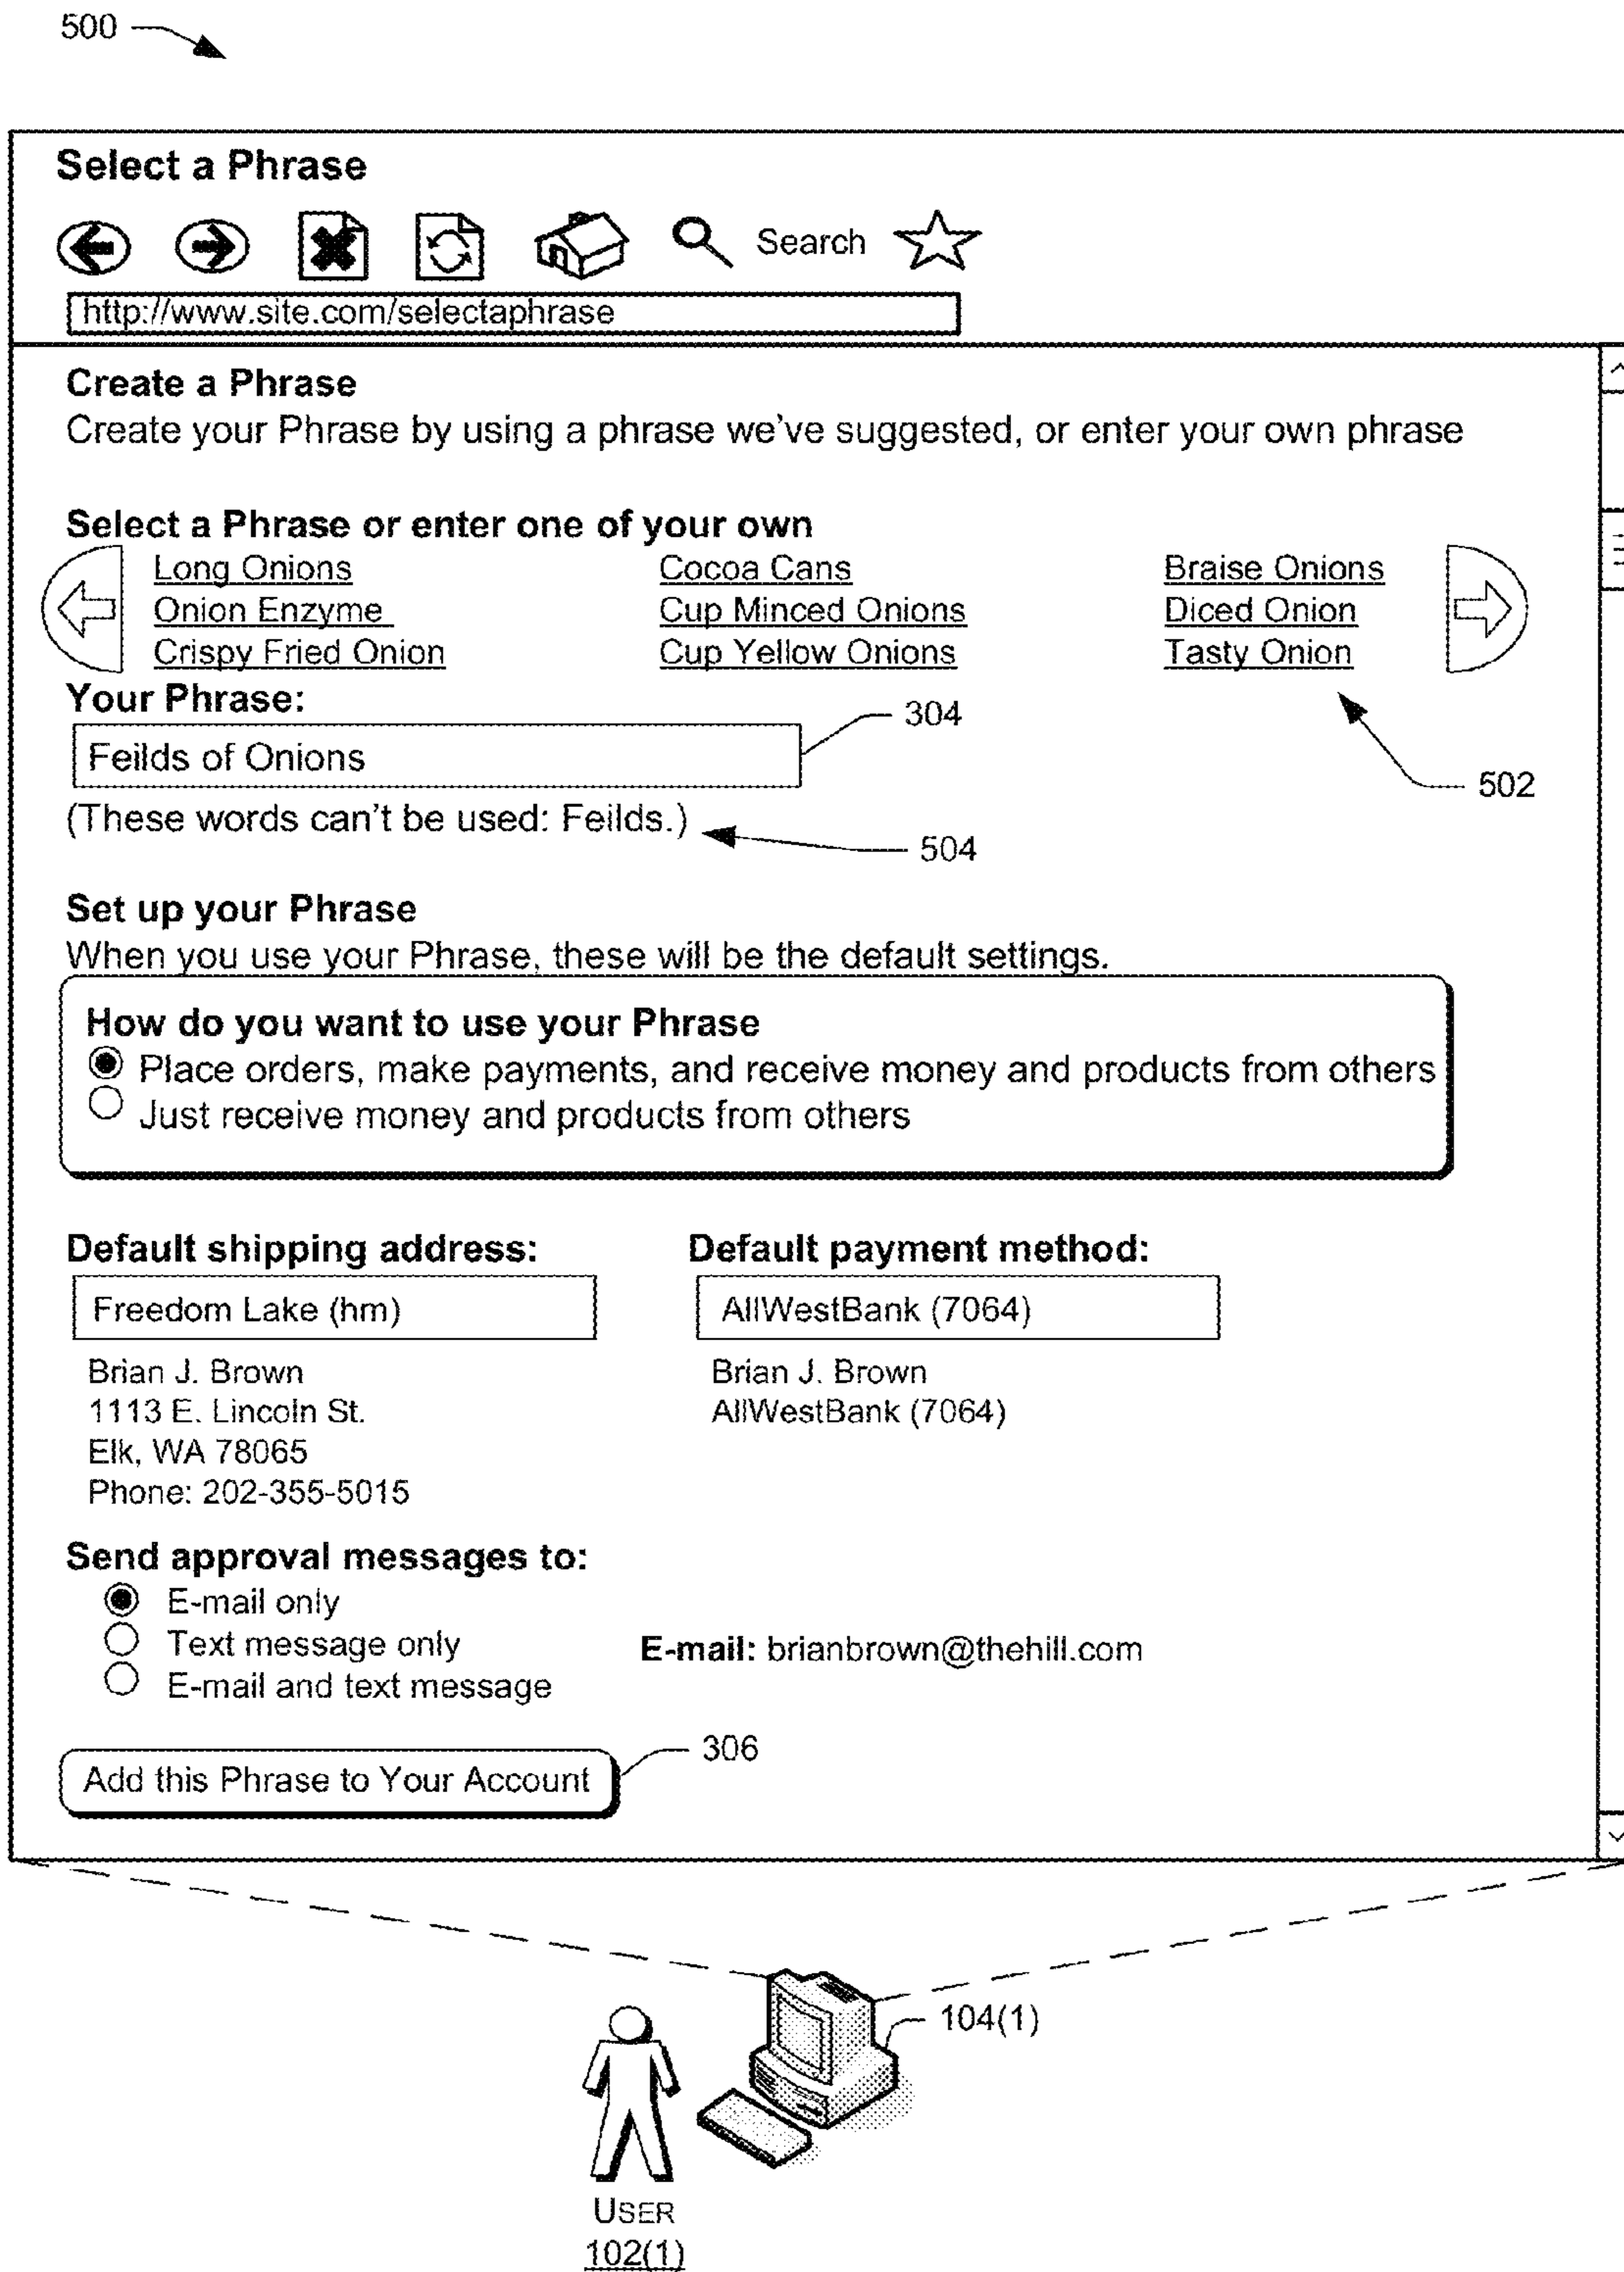 500
Select a Phrase
Search
http://www.site.com/selectaphrase
Create a Phrase
Create your Phrase by using a phrase we've suggested, or enter your own phrase
Select a Phrase or enter one of your own
Long Onions Cocoa Cans Braise Onions
Onion Enzyme Cup Minced Onions Diced Onion
Crispy Fried Onion Cup Yellow Onions Tasty Onion
Your Phrase:
304
Feilds of Onions
502
(These words can't be used: Feilds.)
504
Set up your Phrase
When you use your Phrase, these will be the default settings.
How do you want to use your Phrase
Place orders, make payments, and receive money and products from others
Just receive money and products from others
Default shipping address: Default payment method:
Freedom Lake (hm) AllWestBank (7064)
Brian J. Brown Brian J. Brown
1113 E. Lincoln St. AllWestBank (7064)
Elk, WA 78065
Phone: 202-355-5015
Send approval messages to:
E-mail only
Text message only E-mail: brianbrown@thehill.com
E-mail and text message
306
Add this Phrase to Your Account
104(1)
USER
102(1)